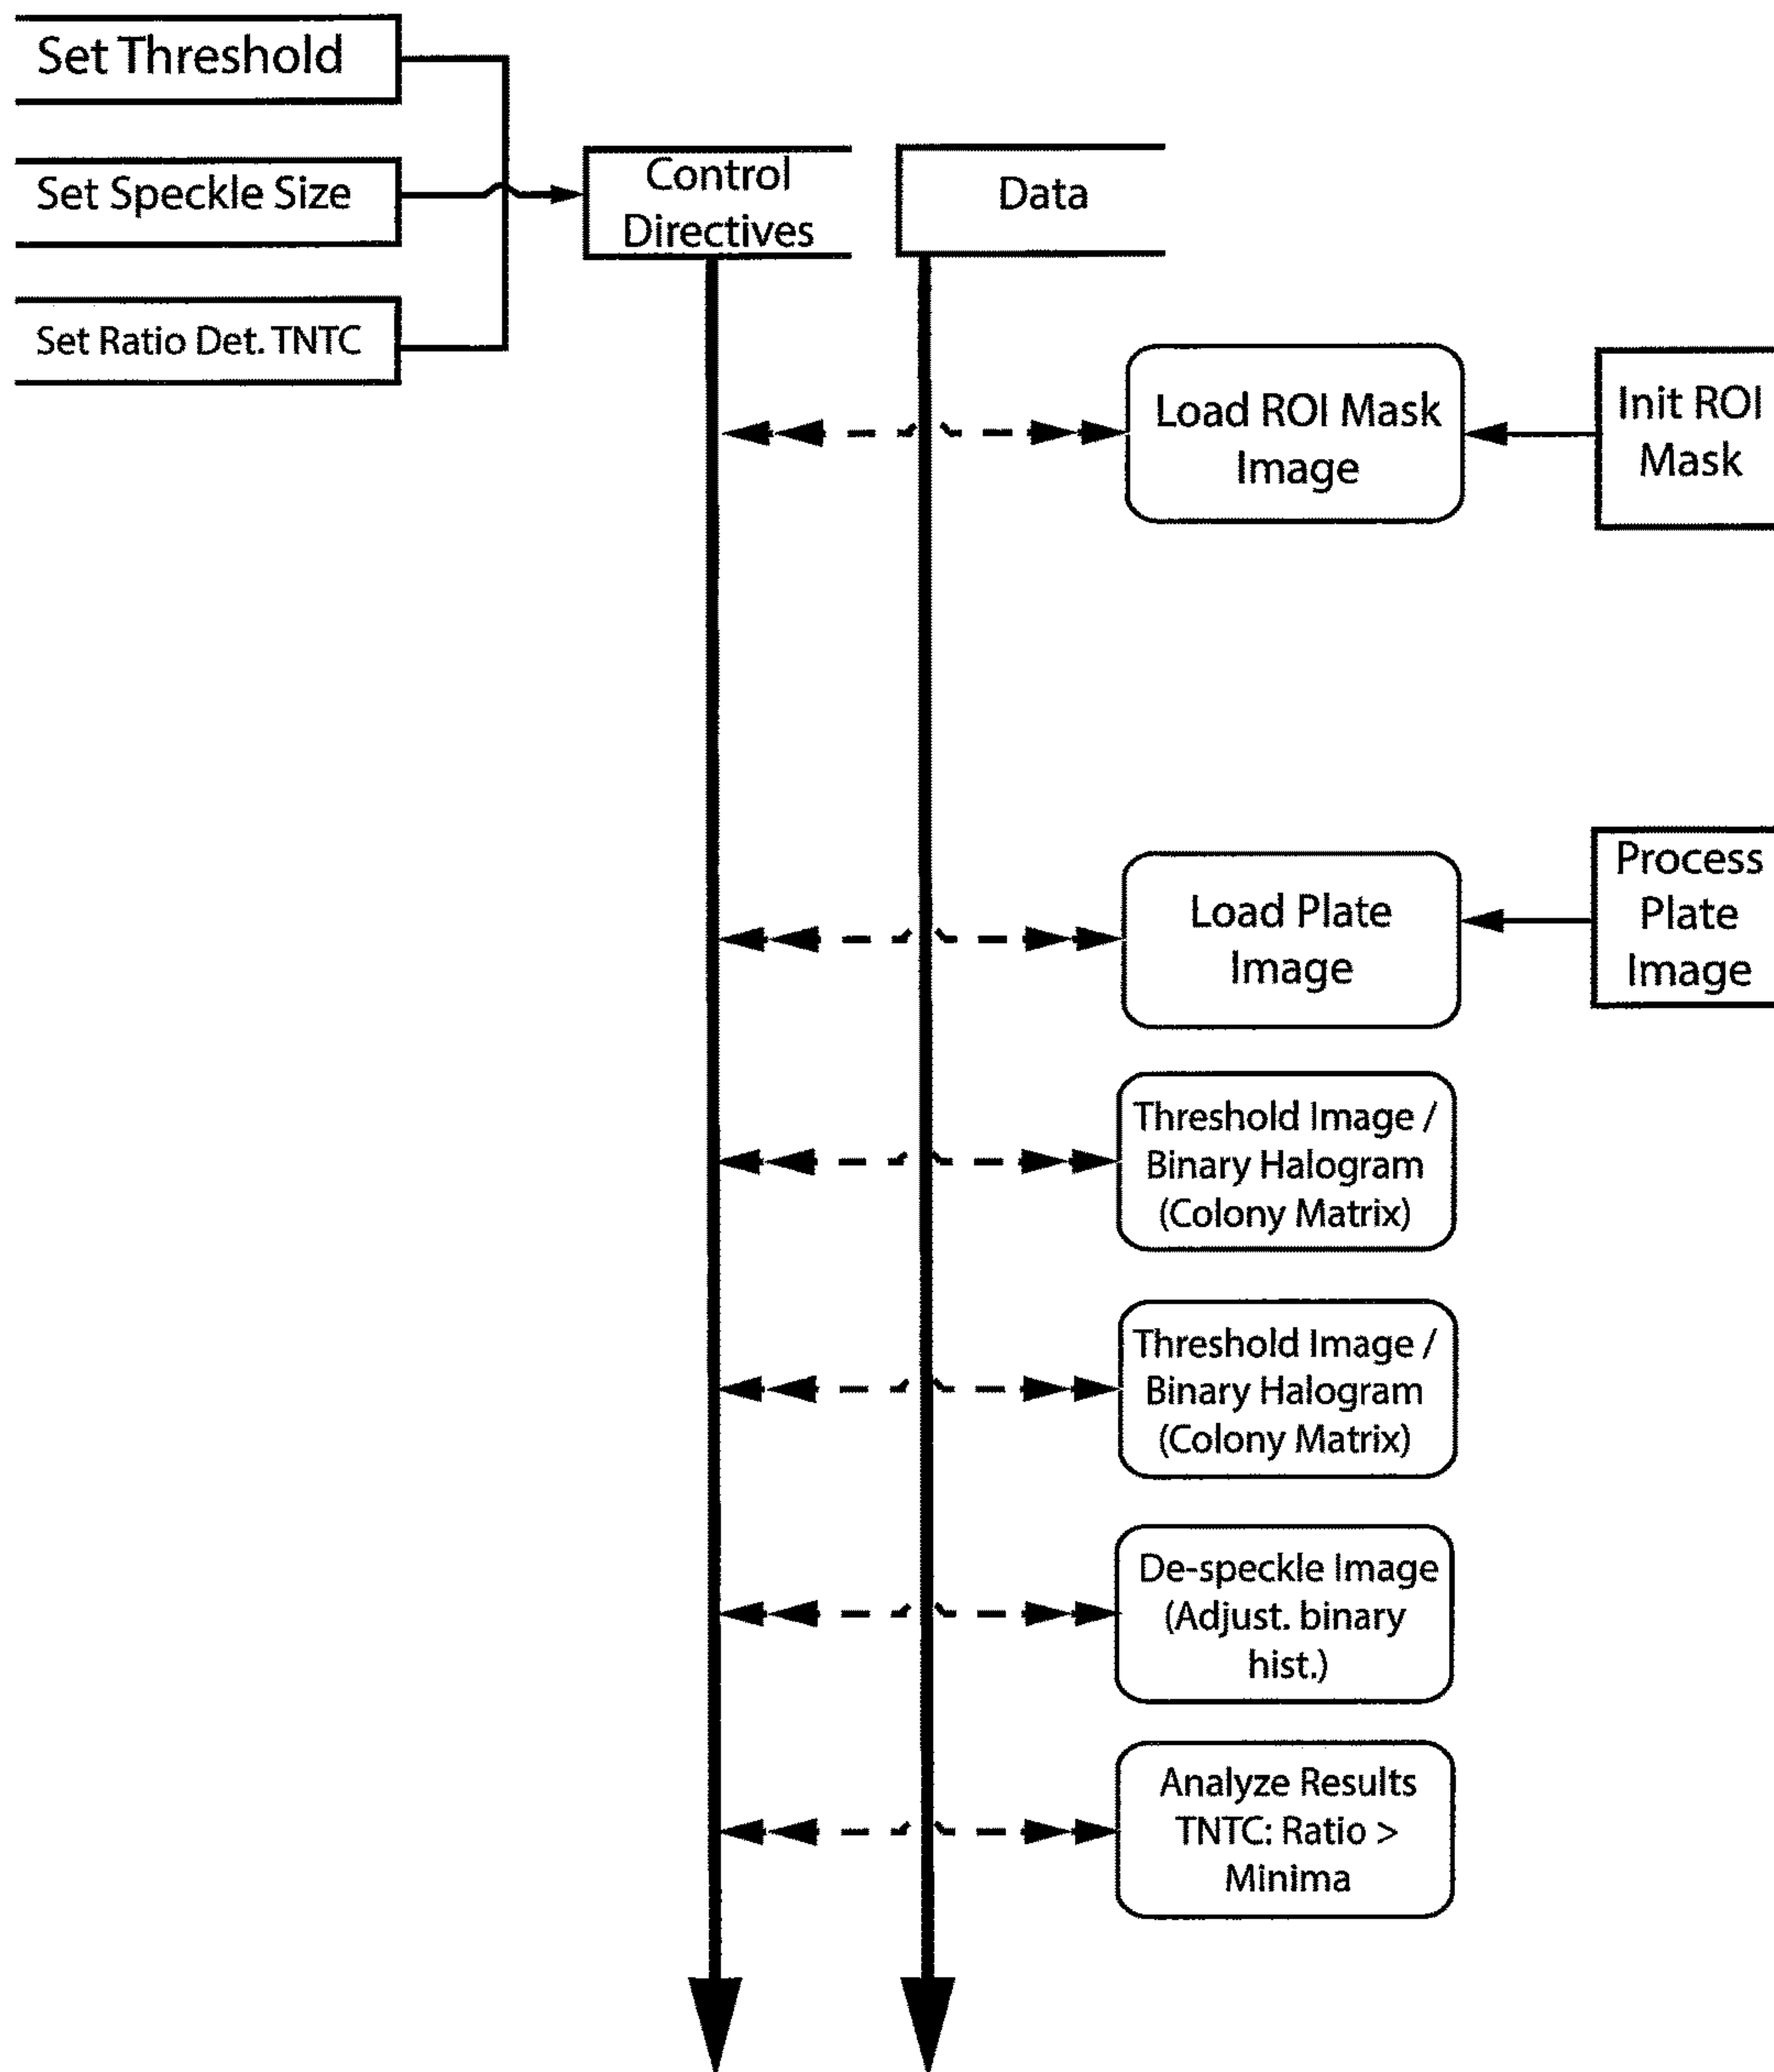 Set Threshold
Set Speckle Size
Set Ratio Det. TNTC
Control
Directives
Data
Load ROI Mask
Image
Init ROI
Mask
Load Plate
Image
Process
Plate
Image
Threshold Image /
Binary Halogram
(Colony Matrix)
Threshold Image /
Binary Halogram
(Colony Matrix)
De-speckle Image
(Adjust. binary
hist.)
Analyze Results
TNTC: Ratio >
Minima